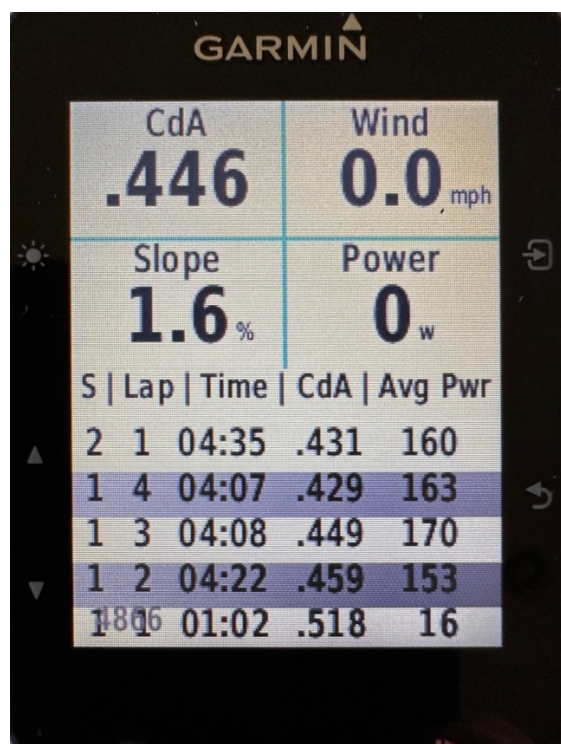 GARMIN
CdA Wind
.446 0.0 mph
Slope Power
1.6 % 0 w
S | Lap | Time | CdA | Avg Pwr
2 1 04:35 .431 160
1 4 04:07 .429 163
1 3 04:08 .449 170
1 2 04:22 .459 153
1 1 01:02 .518 16